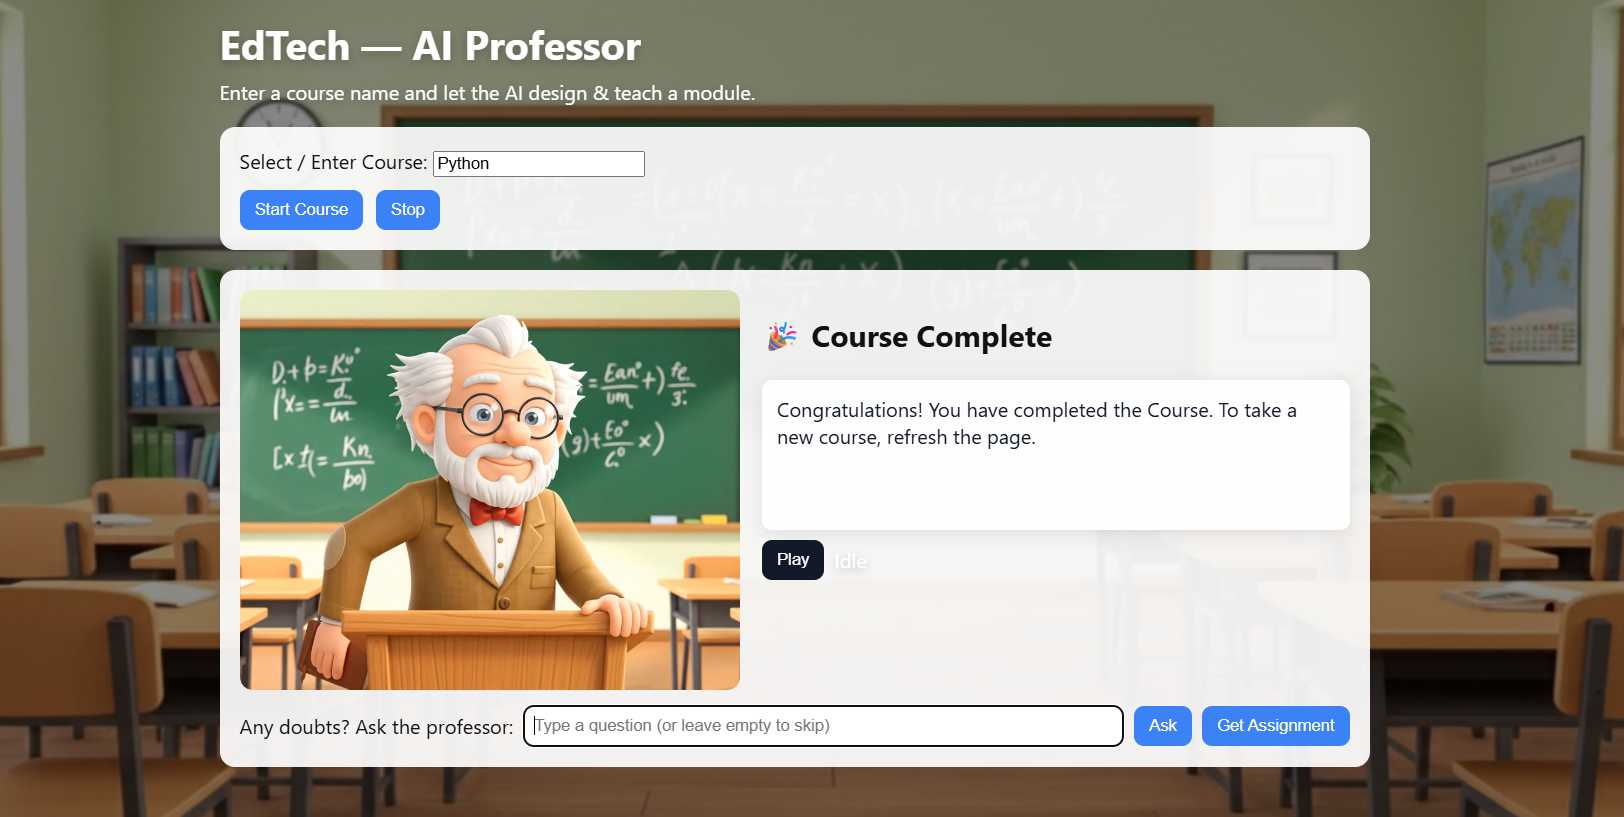 EdTech — AI Professor
Enter a course name and let the AI design & teach a module.
Select / Enter Course: Python
Start Course Stop
🎉 Course Complete
Congratulations! You have completed the Course. To take a
new course, refresh the page.
Play Idle
Any doubts? Ask the professor: Type a question (or leave empty to skip) Ask Get Assignment